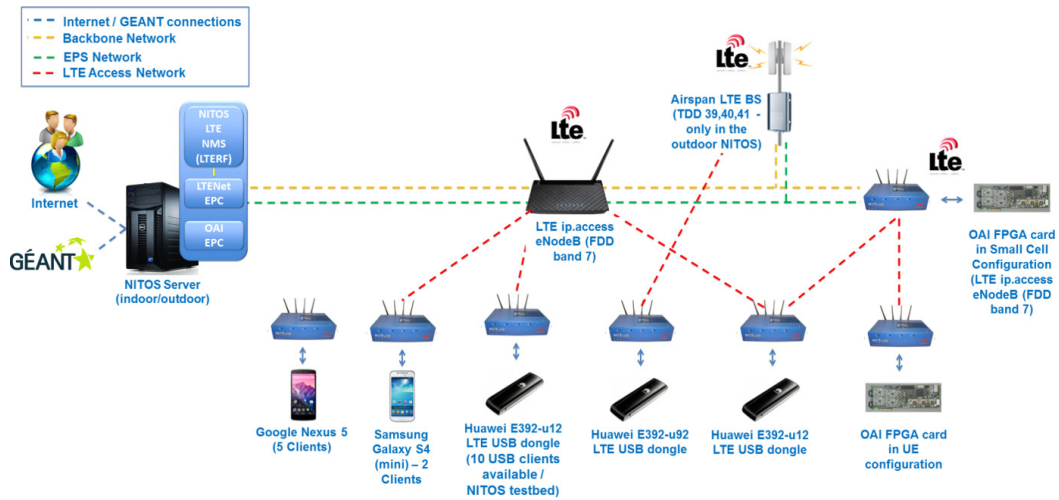 Internet / GEANT connections
Backbone Network
EPS Network
LTE Access Network
NITOS
LTE
NMS
(LTERF)
LTENet
EPC
OAI
EPC
Internet
GÉANT
NITOS Server
(indoor/outdoor)
Lte
LTE ip.access
eNodeB (FDD
band 7)
Lte
Airspan LTE BS
(TDD 39,40,41 -
only in the
outdoor NITOS)
Lte
OAI FPGA card
in Small Cell
Configuration
(LTE ip.access
eNodeB (FDD
band 7)
Google Nexus 5
(5 Clients)
Samsung
Galaxy S4
(mini) – 2
Clients
Huawei E392-u12
LTE USB dongle
(10 USB clients
available /
NITOS testbed)
Huawei E392-u92
LTE USB dongle
Huawei E392-u12
LTE USB dongle
OAI FPGA card
in UE
configuration